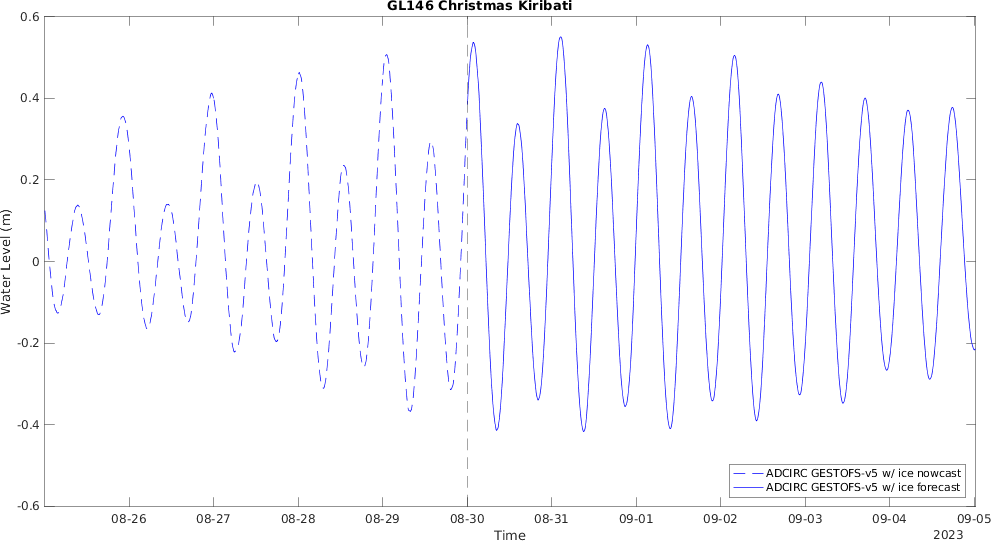 GL146 Christmas Kiribati
0.6
0.4
0.2
0
-0.2
-0.4
-0.6
Water Level (m)
ADCIRC GESTOFS-v5 w/ ice nowcast
ADCIRC GESTOFS-v5 w/ ice forecast
08-26 08-27 08-28 08-29 08-30 08-31 09-01 09-02 09-03 09-04 09-05
Time
2023